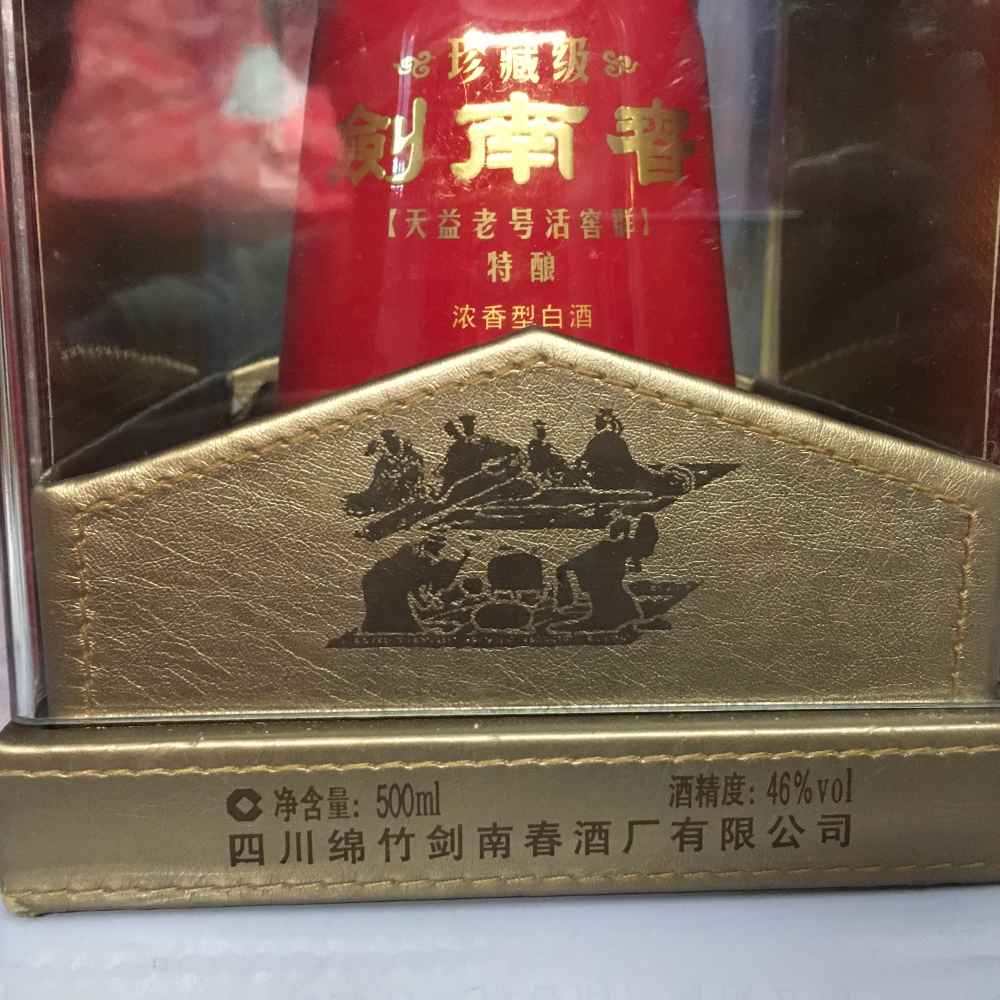 珍藏级
劍南春
【天益老号活窖群】
特酿
浓香型白酒
净含量: 500ml 酒精度: 46%vol
四川绵竹剑南春酒厂有限公司